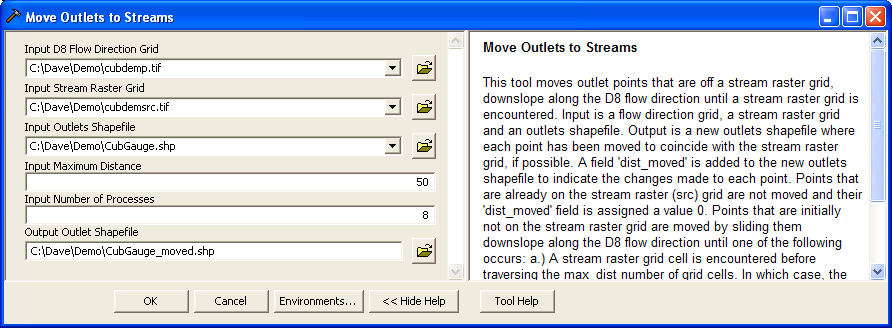 Move Outlets to Streams
Input D8 Flow Direction Grid
C:\Dave\Demo\cubdemp.tif
Input Stream Raster Grid
C:\Dave\Demo\cubdemsrc.tif
Input Outlets Shapefile
C:\Dave\Demo\CubGauge.shp
Input Maximum Distance
50
Input Number of Processes
8
Output Outlet Shapefile
C:\Dave\Demo\CubGauge_moved.shp
Move Outlets to Streams
This tool moves outlet points that are off a stream raster grid,
downslope along the D8 flow direction until a stream raster grid is
encountered. Input is a flow direction grid, a stream raster grid
and an outlets shapefile. Output is a new outlets shapefile where
each point has been moved to coincide with the stream raster
grid, if possible. A field 'dist_moved' is added to the new outlets
shapefile to indicate the changes made to each point. Points that
are already on the stream raster (src) grid are not moved and their
'dist_moved' field is assigned a value 0. Points that are initially
not on the stream raster grid are moved by sliding them
downslope along the D8 flow direction until one of the following
occurs: a.) A stream raster grid cell is encountered before
traversing the max_dist number of grid cells. In which case, the
OK
Cancel
Environments...
<< Hide Help
Tool Help